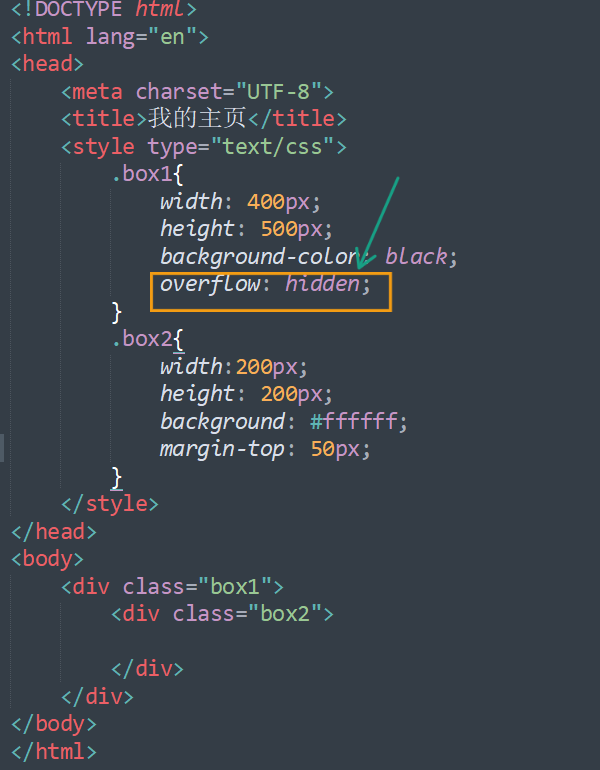 <!DOCTYPE html>
<html lang="en">
<head>
    <meta charset="UTF-8">
    <title>我的主页</title>
    <style type="text/css">
        .box1{
            width: 400px;
            height: 500px;
            background-color: black;
            overflow: hidden;
        }
        .box2{
            width:200px;
            height: 200px;
            background: #ffffff;
            margin-top: 50px;
        }
    </style>
</head>
<body>
    <div class="box1">
        <div class="box2">
        </div>
    </div>
</body>
</html>